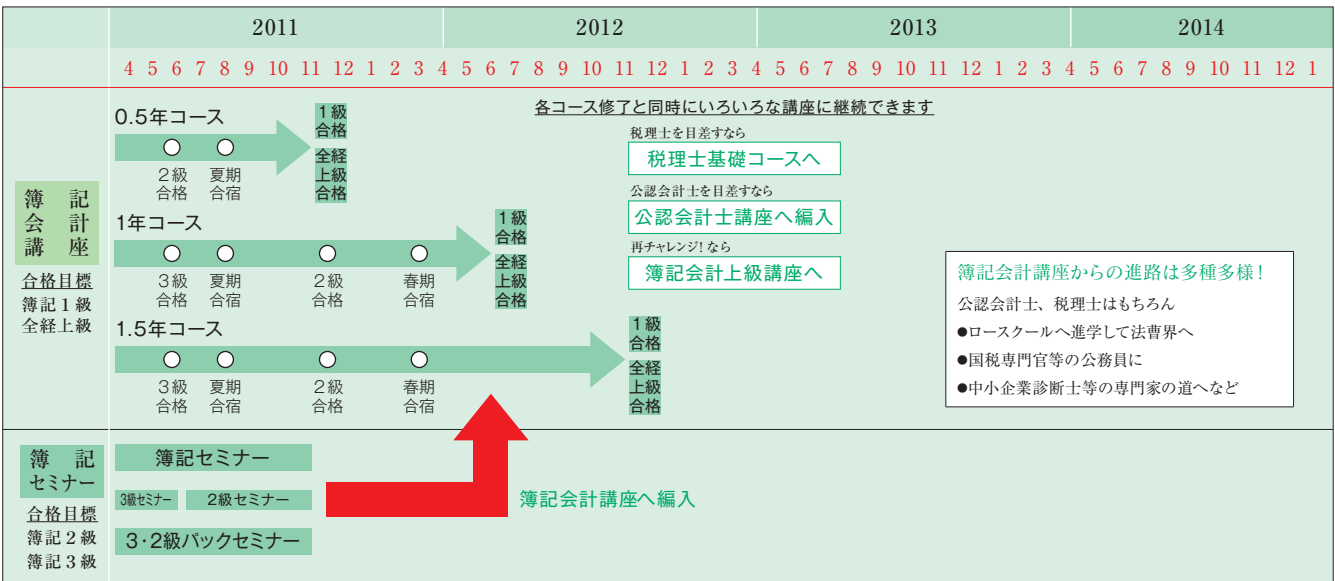 2011 2012 2013 2014
4 5 6 7 8 9 10 11 12 1 2 3 4 5 6 7 8 9 10 11 12 1 2 3 4 5 6 7 8 9 10 11 12 1 2 3 4 5 6 7 8 9 10 11 12 1
簿記
会計
講座
合格目標
簿記1級
全経上級
0.5年コース
2級
合格
夏期
合宿
1級
合格
全経
上級
合格
1年コース
3級
合格
夏期
合宿
2級
合格
春期
合宿
1級
合格
全経
上級
合格
1.5年コース
3級
合格
夏期
合宿
2級
合格
春期
合宿
1級
合格
全経
上級
合格
各コース修了と同時にいろいろな講座に継続できます
税理士を目差すなら
税理士基礎コースへ
公認会計士を目差すなら
公認会計士講座へ編入
再チャレンジ!なら
簿記会計上級講座へ
簿記会計講座からの進路は多種多様!
公認会計士、税理士はもちろん
●ロースクールへ進学して法曹界へ
●国税専門官等の公務員に
●中小企業診断士等の専門家の道へなど
簿記
セミナー
合格目標
簿記2級
簿記3級
簿記セミナー
3級セミナー 2級セミナー
3・2級パックセミナー
簿記会計講座へ編入